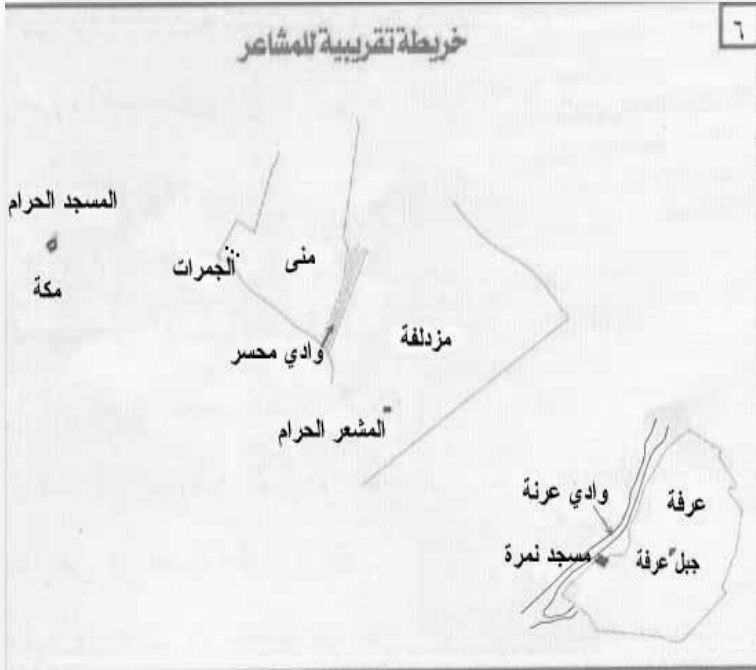 ٦
خريطة تقريبية للمشاعر
المسجد الحرام
مكة
الجمرات
منى
وادي محسر
مزدلفة
المشعر الحرام
وادي عرنة
مسجد نمرة
عرفة
جبل عرفة